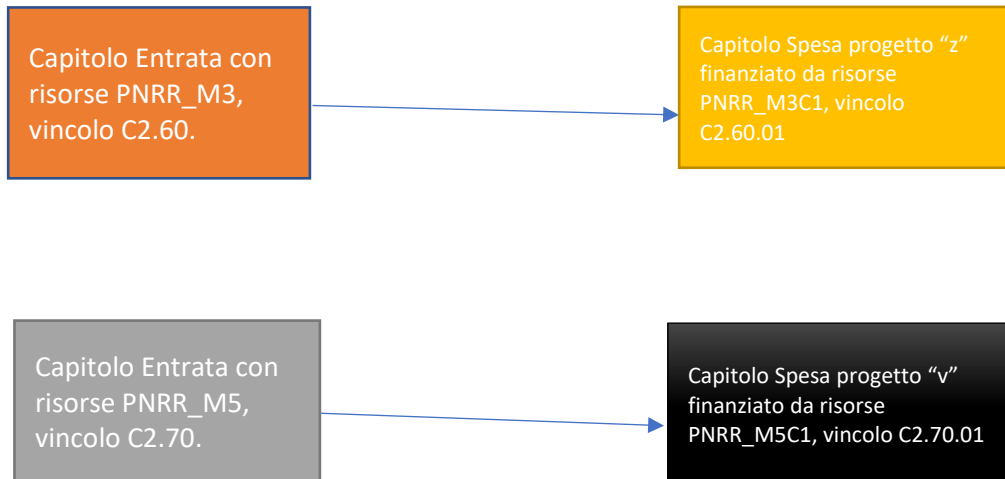 Capitolo Entrata con
risorse PNRR_M3,
vincolo C2.60.
Capitolo Spesa progetto “z”
finanziato da risorse
PNRR_M3C1, vincolo
C2.60.01
Capitolo Entrata con
risorse PNRR_M5,
vincolo C2.70.
Capitolo Spesa progetto “v”
finanziato da risorse
PNRR_M5C1, vincolo C2.70.01